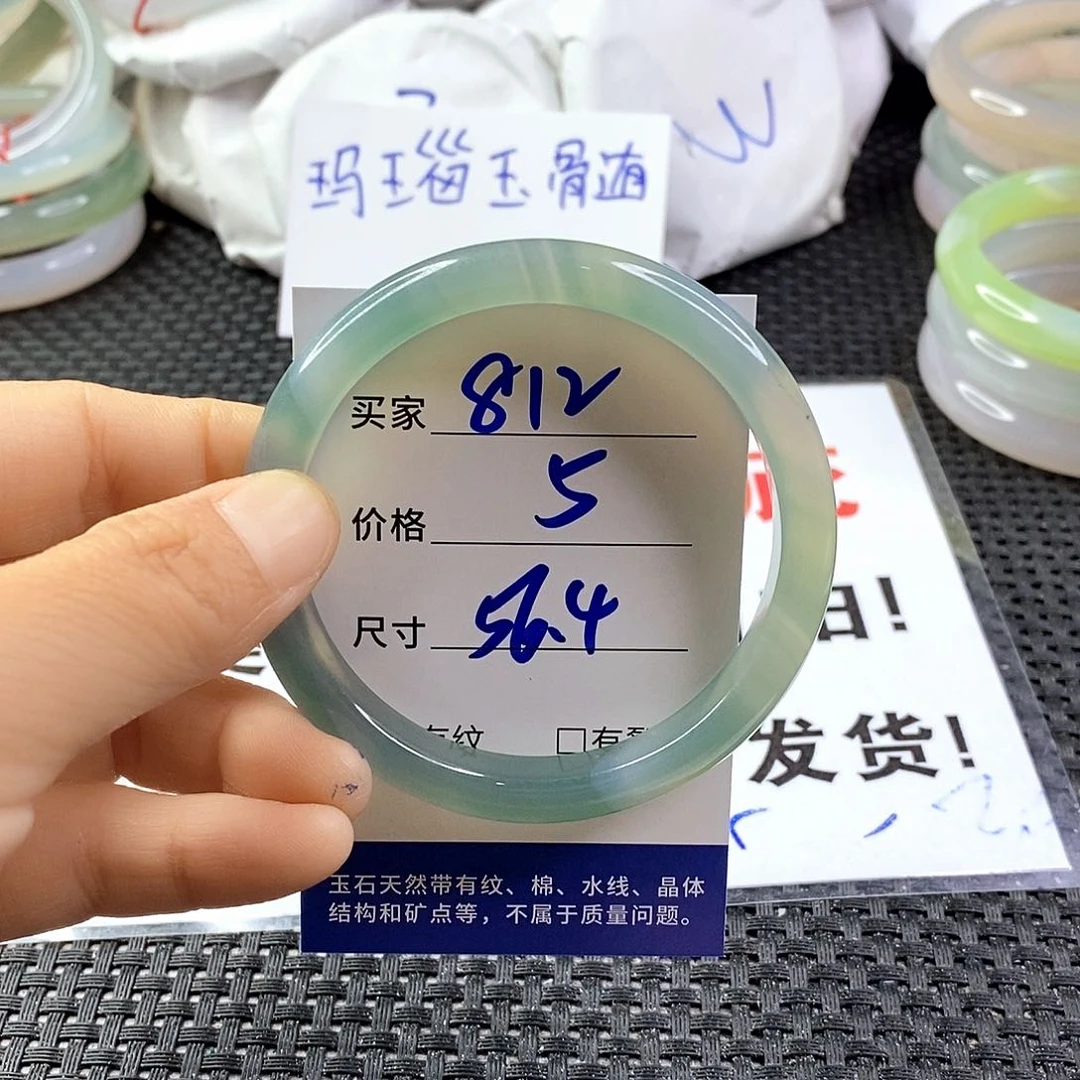 玛瑙玉骨髓
买家 812
价格 5
尺寸 56.4
有纹 □有裂
发货!
玉石天然带有纹、棉、水线、晶体
结构和矿点等，不属于质量问题。